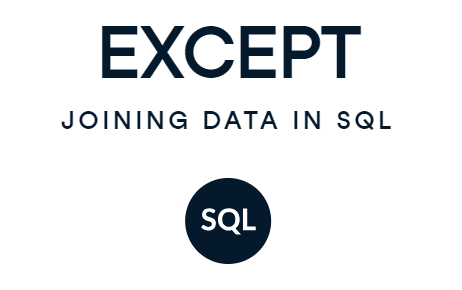 EXCEPT
JOINING DATA IN SQL
SQL